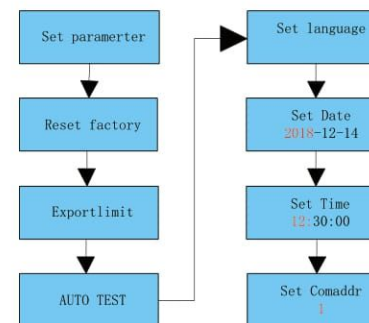 Set paramerter
Reset factory
Exportlimit
AUTO TEST
Set language
Set Date
2018-12-14
Set Time
12:30:00
Set Comaddr
1